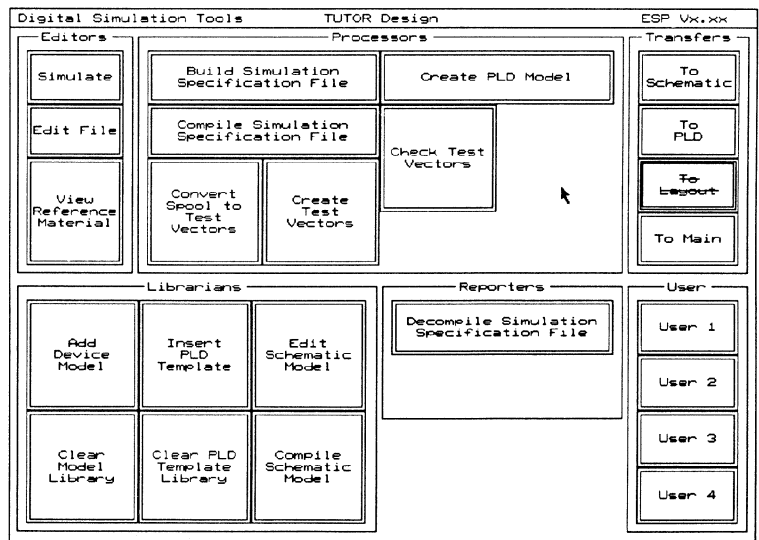 Digital Simulation Tools TUTOR Design ESP Vx.xx
Editors
Simulate
Edit File
View
Reference
Material
Processors
Build Simulation
Specification File
Create PLD Model
Compile Simulation
Specification File
Check Test
Vectors
Convert
Spool to
Test
Vectors
Create
Test
Vectors
Transfers
To
Schematic
To
PLD
To
Layout
To Main
Librarians
Add
Device
Model
Insert
PLD
Template
Edit
Schematic
Model
Clear
Model
Library
Clear PLD
Template
Library
Compile
Schematic
Model
Reporters
Decompile Simulation
Specification File
User
User 1
User 2
User 3
User 4